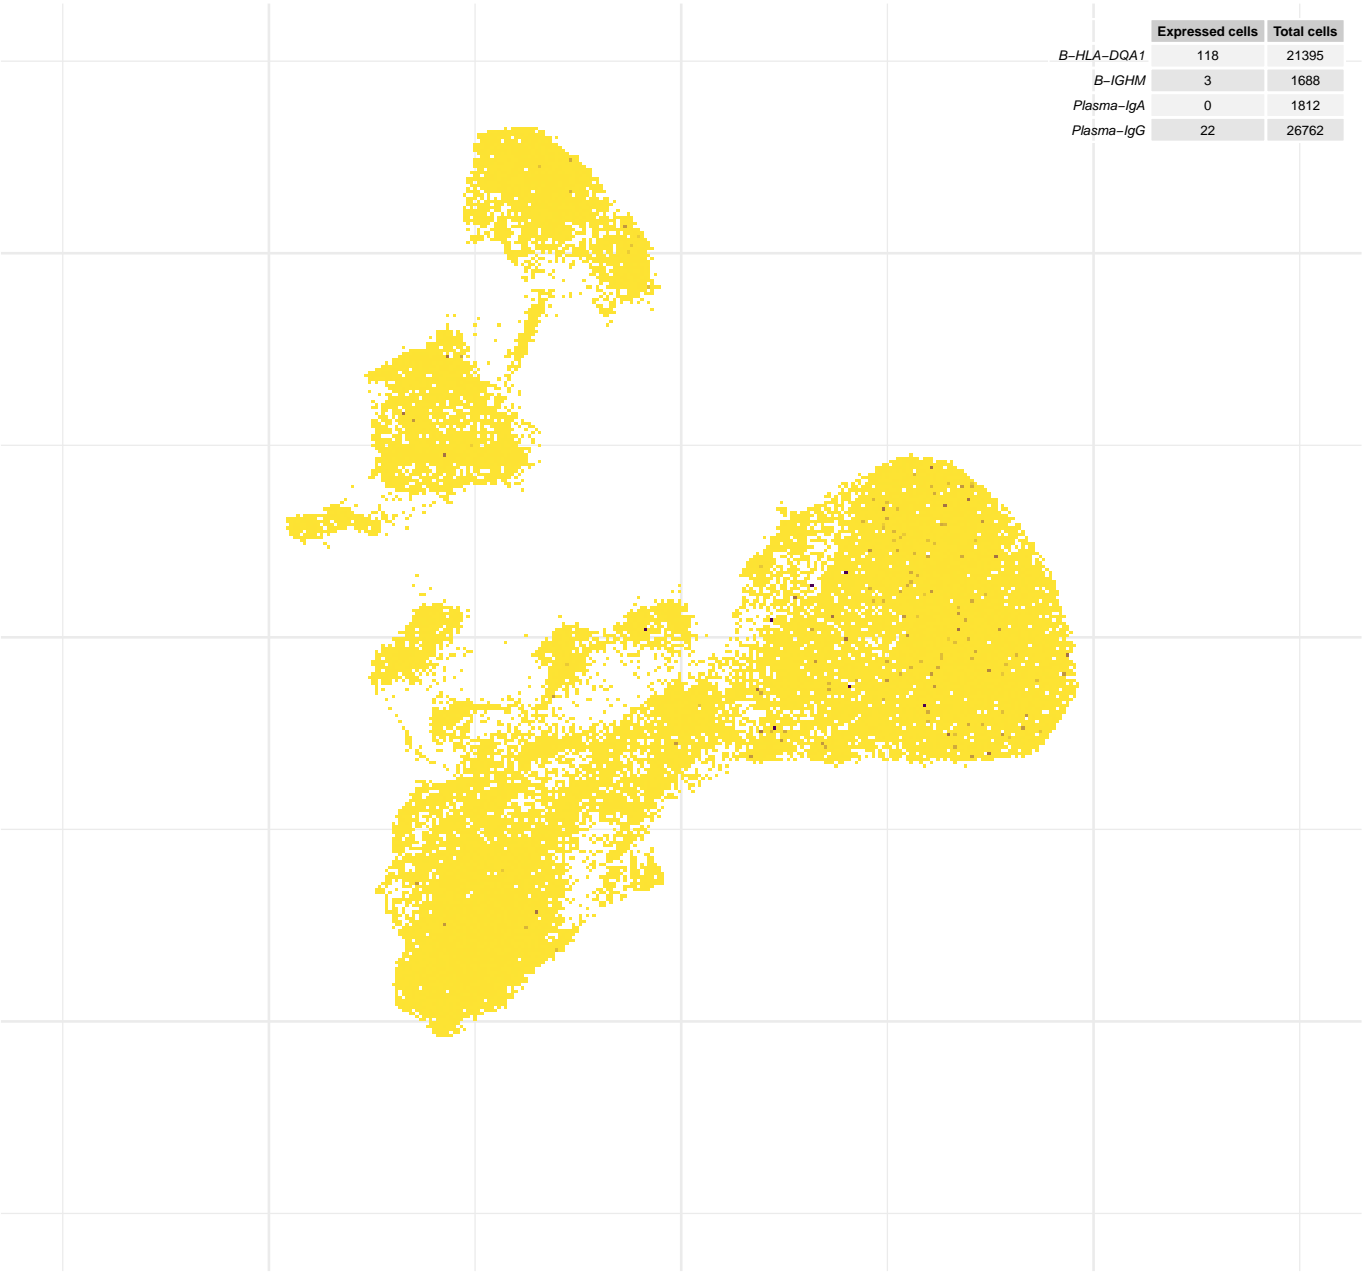 Expressed cells Total cells
B−HLA−DQA1 118 21395
B−IGHM 3 1688
Plasma−IgA 0 1812
Plasma−IgG 22 26762